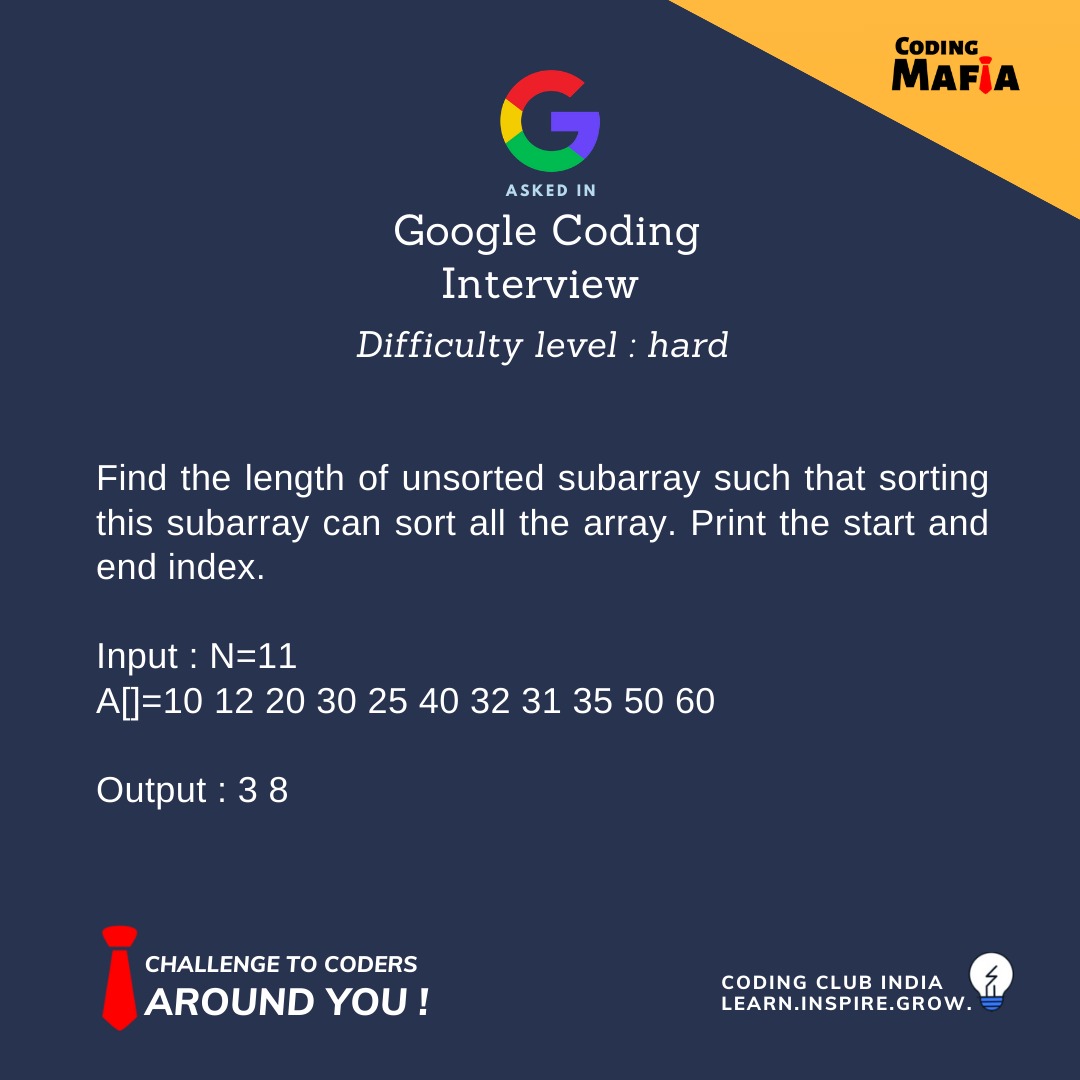 CODING
MAFIA
ASKED IN
Google Coding
Interview
Difficulty level : hard
Find the length of unsorted subarray such that sorting
this subarray can sort all the array. Print the start and
end index.
Input : N=11
A[]=10 12 20 30 25 40 32 31 35 50 60
Output : 3 8
CHALLENGE TO CODERS
AROUND YOU !
CODING CLUB INDIA
LEARN.INSPIRE.GROW.